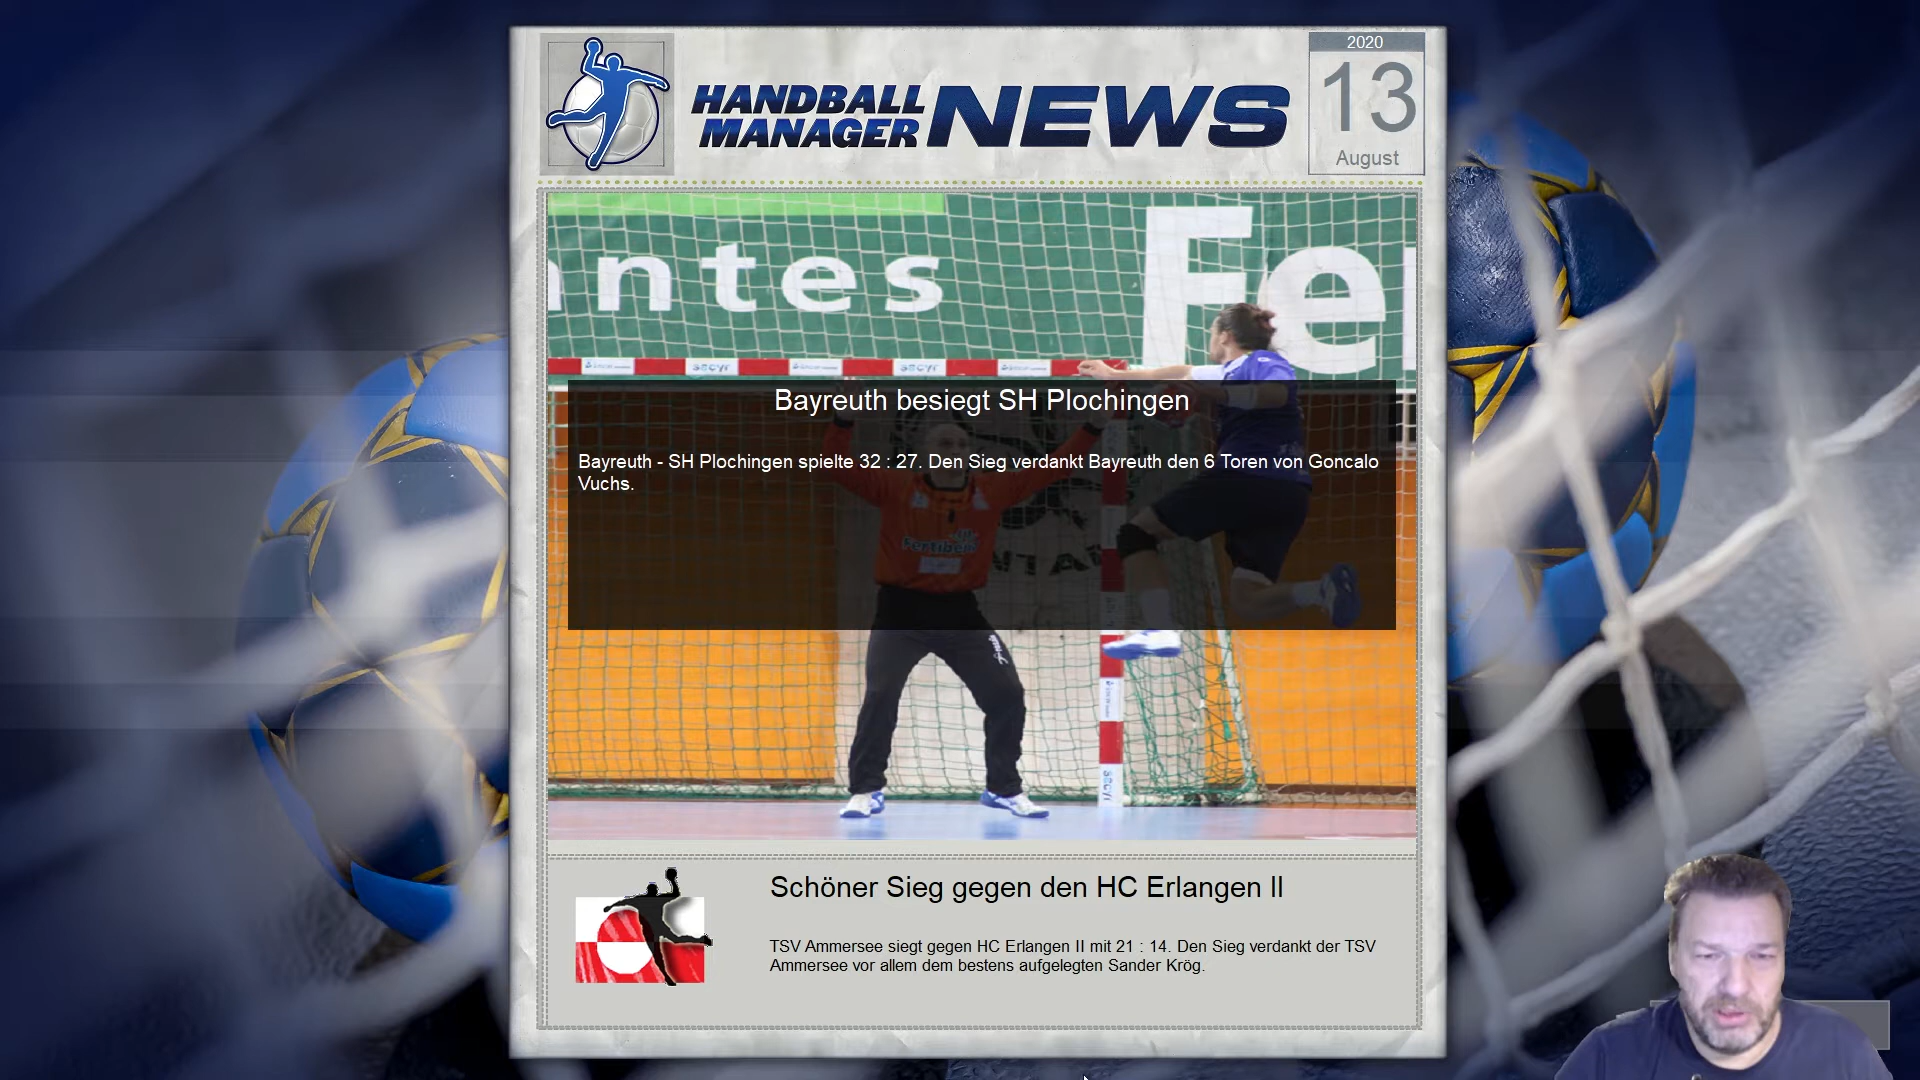 HANDBALL
MANAGER
NEWS
2020
13
August
antes
Fe
Bayreuth besiegt SH Plochingen
Bayreuth - SH Plochingen spielte 32 : 27. Den Sieg verdankt Bayreuth den 6 Toren von Goncalo
Vuchs.
Schöner Sieg gegen den HC Erlangen II
TSV Ammersee siegt gegen HC Erlangen II mit 21 : 14. Den Sieg verdankt der TSV
Ammersee vor allem dem bestens aufgelegten Sander Krög.